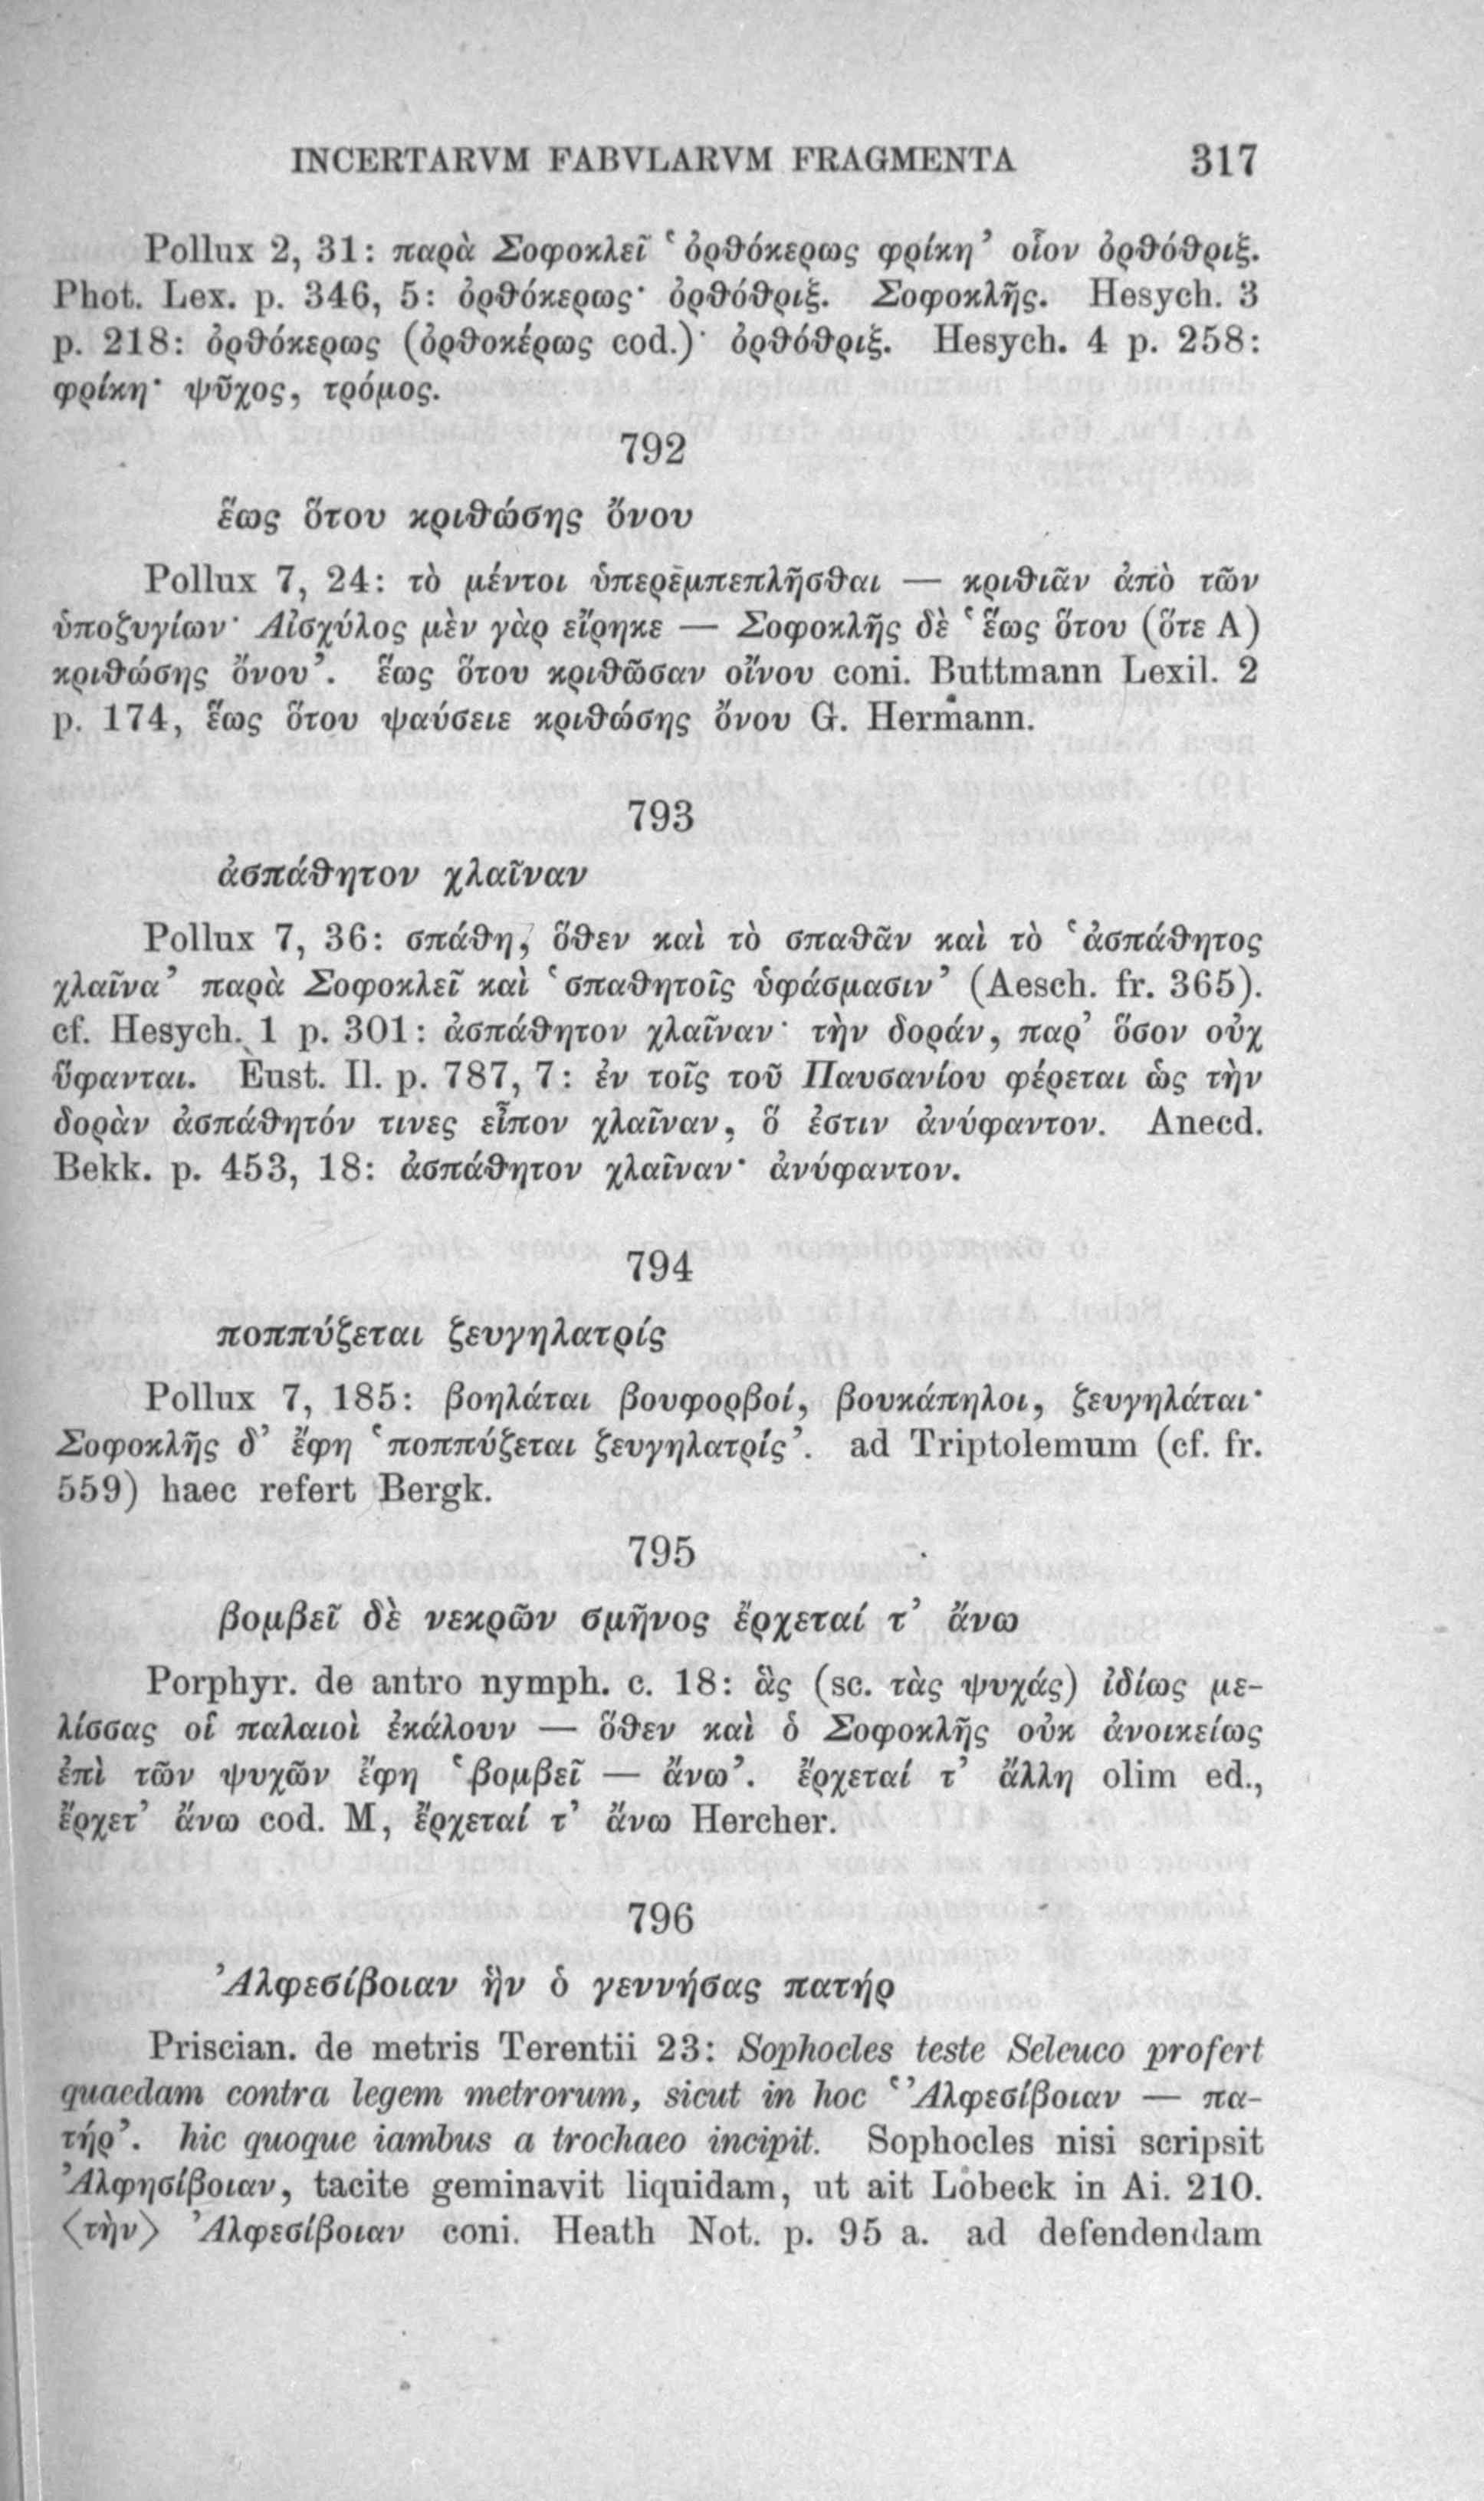 INCERTARVM FABVLARVM FRAGMENTA 317
Pollux 2, 31: παρὰ Σοφοκλεῖ ‘ὀρθόκερως φρίκη’ οἷον ὀρθόθριξ.
Phot. Lex. p. 346, 5: ὀρθόκερως· ὀρθόθριξ. Σοφοκλῆς. Hesych. 3
p. 218: ὀρθόκερως (ὀρθοκέρως cod.)· ὀρθόθριξ. Hesych. 4 p. 258:
φρίκη· ψῦχος, τρόμος.
792
ἕως ὅτου κριθώσης ὄνου
Pollux 7, 24: τὸ μέντοι ὑπερεμπεπλῆσθαι — κριθιᾶν ἀπὸ τῶν
ὑποζυγίων· Αἰσχύλος μὲν γὰρ εἴρηκε — Σοφοκλῆς δὲ ‘ἕως ὅτου (ὅτε A)
κριθώσης ὄνου’. ἕως ὅτου κριθῶσαν οἴνου coni. Buttmann Lexil. 2
p. 174, ἕως ὅτου ψαύσειε κριθώσης ὄνου G. Hermann.
793
ἀσπάθητον χλαῖναν
Pollux 7, 36: σπάθη, ὅθεν καὶ τὸ σπαθᾶν καὶ τὸ ‘ἀσπάθητος
χλαῖνα’ παρὰ Σοφοκλεῖ καὶ ‘σπαθητοῖς ὑφάσμασιν’ (Aesch. fr. 365).
cf. Hesych. 1 p. 301: ἀσπάθητον χλαῖναν· τὴν δοράν, παρ’ ὅσον οὐχ
ὕφανται. Eust. Il. p. 787, 7: ἐν τοῖς τοῦ Παυσανίου φέρεται ὡς τὴν
δορὰν ἀσπάθητόν τινες εἶπον χλαῖναν, ὅ ἐστιν ἀνύφαντον. Anecd.
Bekk. p. 453, 18: ἀσπάθητον χλαῖναν· ἀνύφαντον.
794
ποππύζεται ζευγηλατρίς
Pollux 7, 185: βοηλάται βουφορβοί, βουκάπηλοι, ζευγηλάται·
Σοφοκλῆς δ’ ἔφη ‘ποππύζεται ζευγηλατρίς’. ad Triptolemum (cf. fr.
559) haec refert Bergk.
795
βομβεῖ δὲ νεκρῶν σμῆνος ἔρχεταί τ’ ἄνω
Porphyr. de antro nymph. c. 18: ἃς (sc. τὰς ψυχάς) ἰδίως με-
λίσσας οἱ παλαιοὶ ἐκάλουν — ὅθεν καὶ ὁ Σοφοκλῆς οὐκ ἀνοικείως
ἐπὶ τῶν ψυχῶν ἔφη ‘βομβεῖ — ἄνω’. ἔρχεταί τ’ ἄλλη olim ed.,
ἔρχετ’ ἄνω cod. M, ἔρχεταί τ’ ἄνω Hercher.
796
Ἀλφεσίβοιαν ἣν ὁ γεννήσας πατήρ
Priscian. de metris Terentii 23: Sophocles teste Seleuco profert
quaedam contra legem metrorum, sicut in hoc ‘Ἀλφεσίβοιαν — πα-
τήρ’. hic quoque iambus a trochaeo incipit. Sophocles nisi scripsit
Ἀλφησίβοιαν, tacite geminavit liquidam, ut ait Lobeck in Ai. 210.
⟨τὴν⟩ Ἀλφεσίβοιαν coni. Heath Not. p. 95 a. ad defendendam